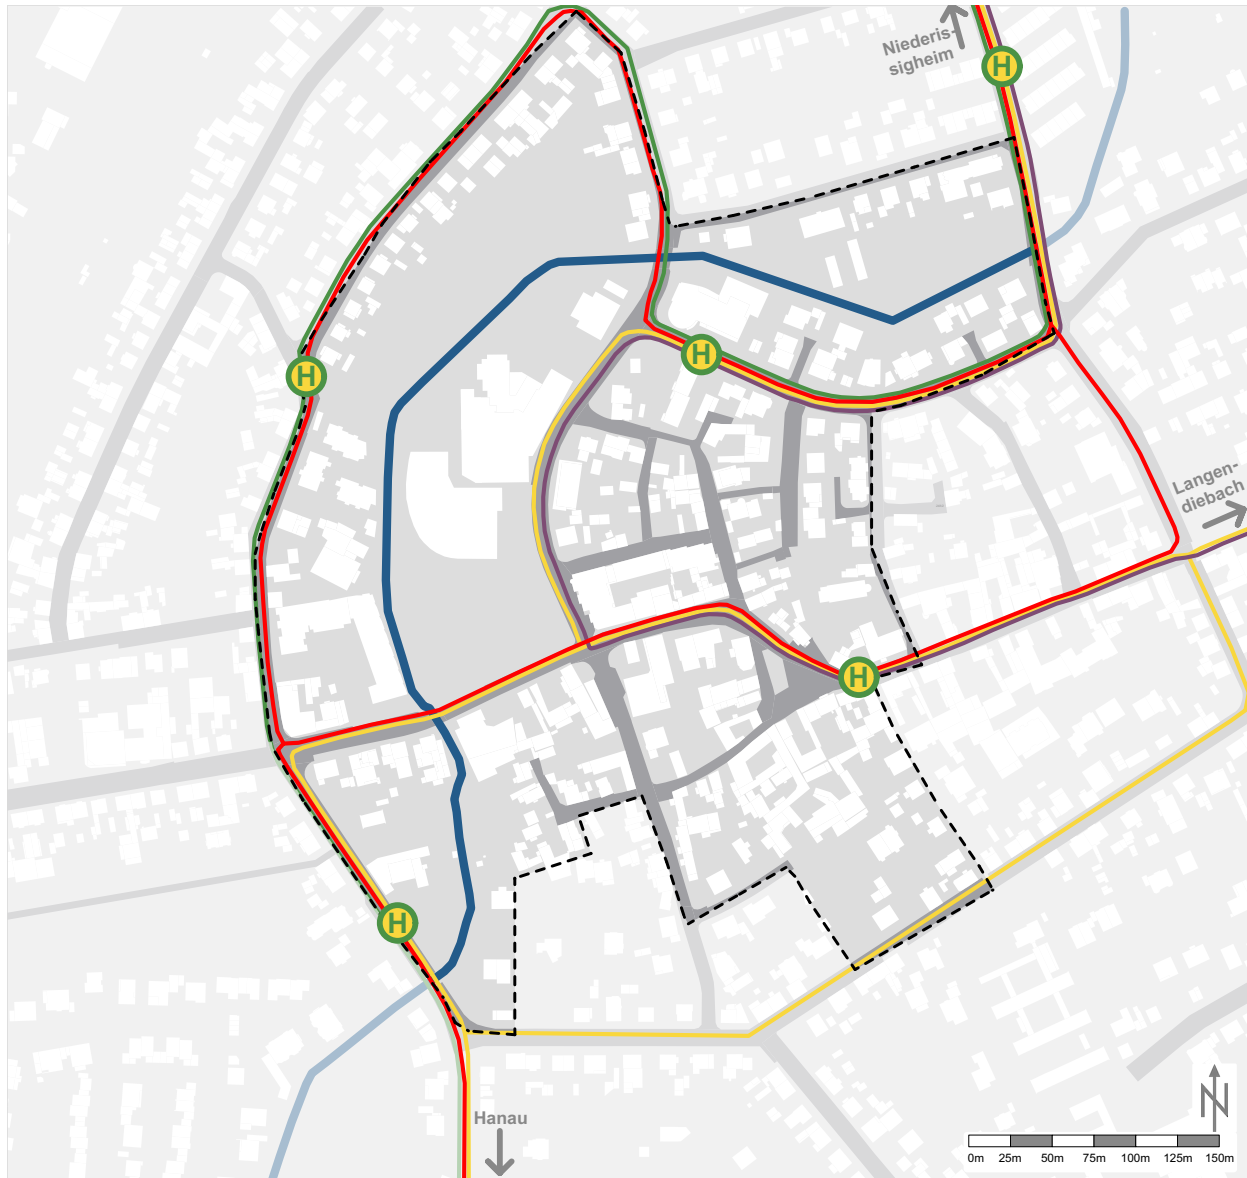 Niederis-
sigheim
H
H
H
Langen-
diebach
H
H
Hanau
N
0m 25m 50m 75m 100m 125m 150m